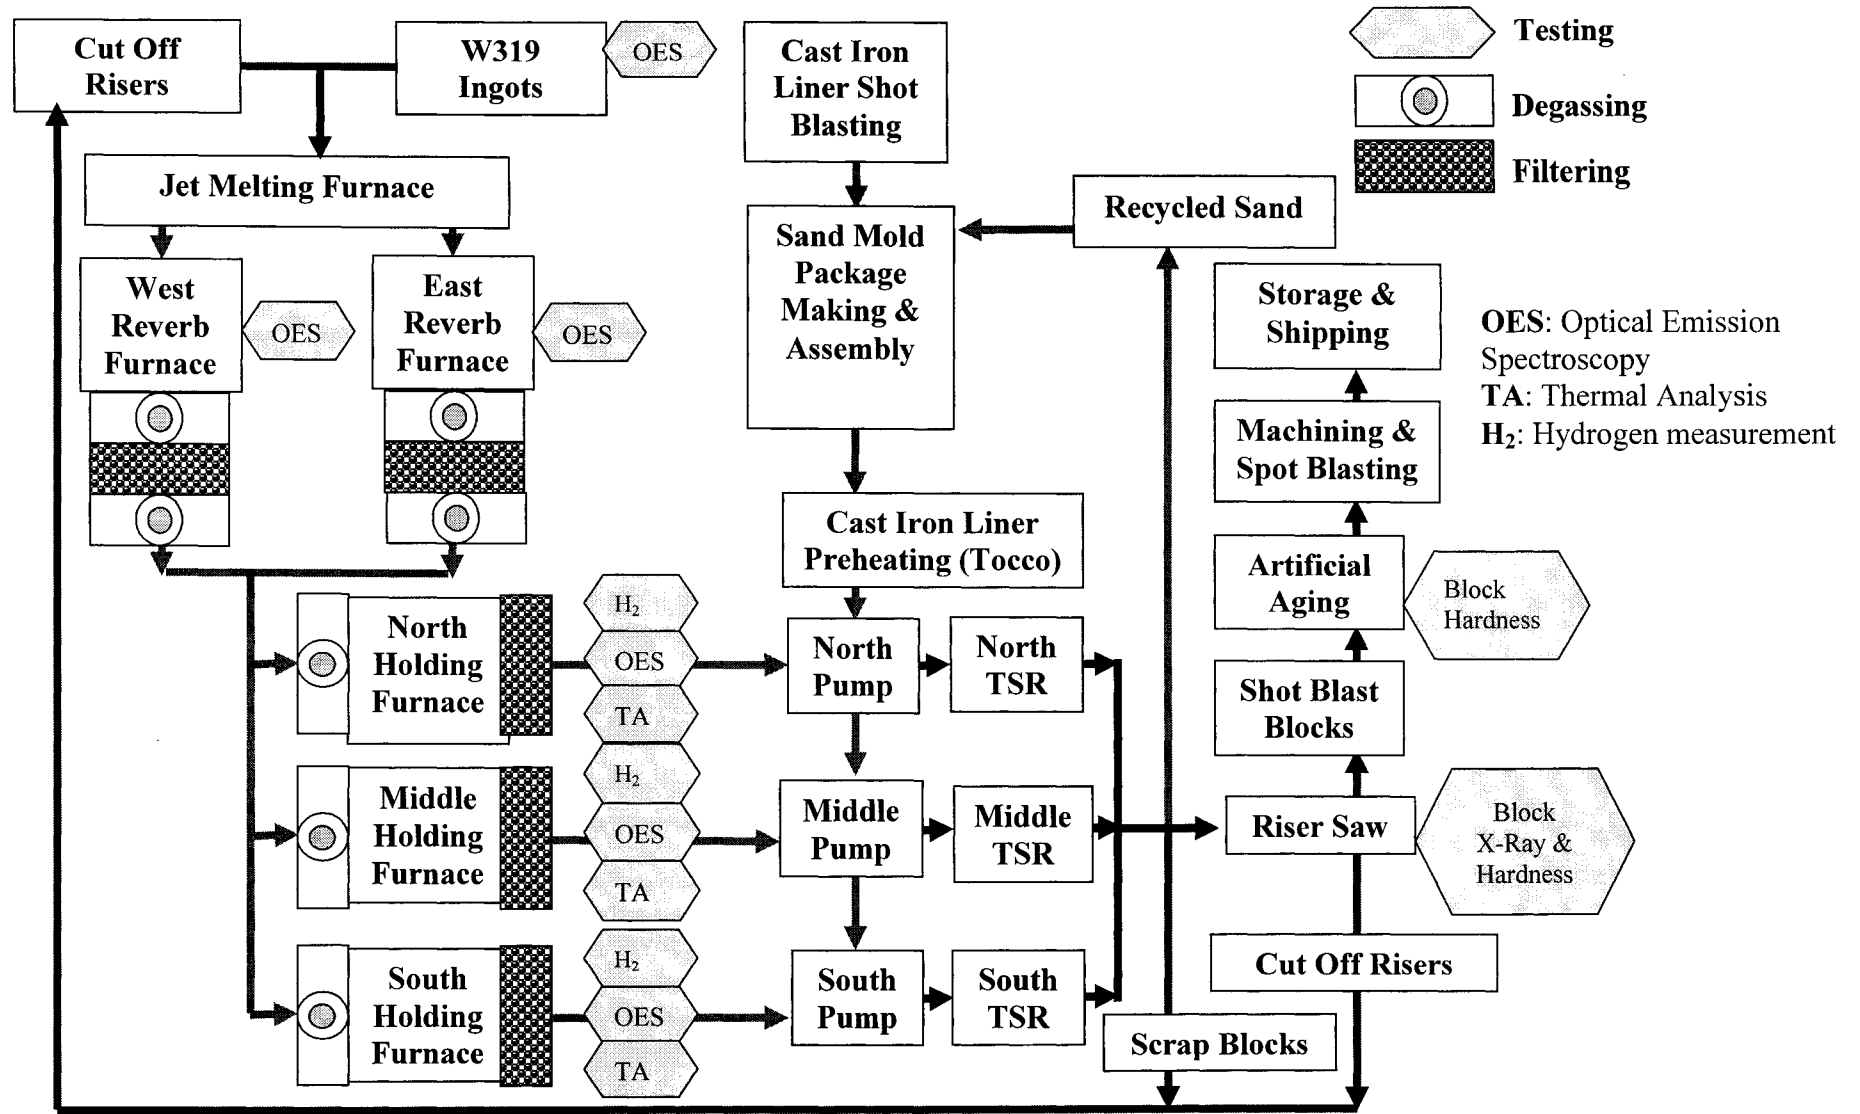 Cut Off
Risers
W319
Ingots
OES
Cast Iron
Liner Shot
Blasting
Testing
Degassing
Filtering
Jet Melting Furnace
Recycled Sand
Sand Mold
Package
Making &
Assembly
West
Reverb
Furnace
OES
East
Reverb
Furnace
OES
Storage &
Shipping
OES: Optical Emission
Spectroscopy
TA: Thermal Analysis
H₂: Hydrogen measurement
Machining &
Spot Blasting
Cast Iron Liner
Preheating (Tocco)
Artificial
Aging
Block
Hardness
North
Holding
Furnace
H₂
OES
TA
North
Pump
North
TSR
Shot Blast
Blocks
Middle
Holding
Furnace
H₂
OES
TA
Middle
Pump
Middle
TSR
Riser Saw
Block
X-Ray &
Hardness
South
Holding
Furnace
H₂
OES
TA
South
Pump
South
TSR
Cut Off Risers
Scrap Blocks